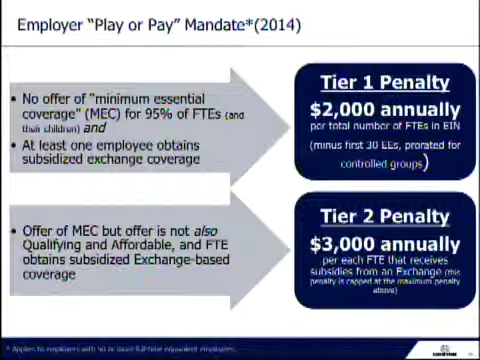 Employer “Play or Pay” Mandate*(2014)
• No offer of “minimum essential
coverage” (MEC) for 95% of FTEs (and
their children) and
• At least one employee obtains
subsidized exchange coverage
Tier 1 Penalty
$2,000 annually
per total number of FTEs in EIN
(minus first 30 EEs, prorated for
controlled groups)
• Offer of MEC but offer is not also
Qualifying and Affordable, and FTE
obtains subsidized Exchange-based
coverage
Tier 2 Penalty
$3,000 annually
per each FTE that receives
subsidies from an Exchange (this
penalty is capped at the maximum penalty
above)
* Applies to employers with 50 or more full-time equivalent employees.